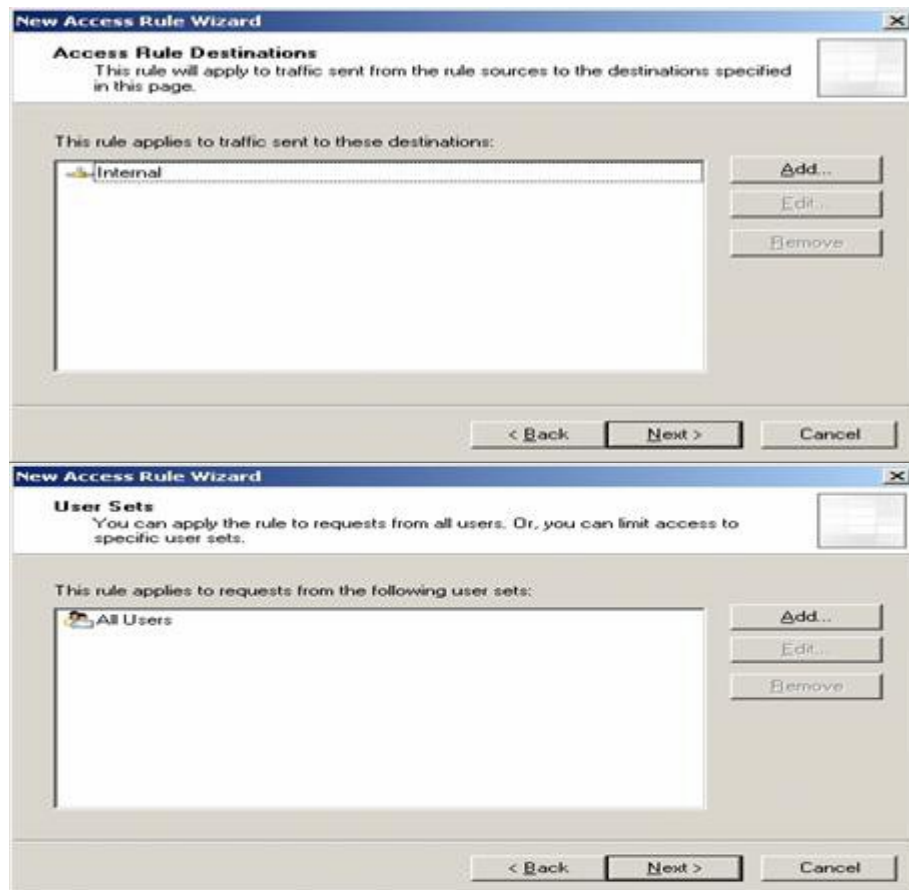 New Access Rule Wizard
Access Rule Destinations
This rule will apply to traffic sent from the rule sources to the destinations specified
in this page.
This rule applies to traffic sent to these destinations:
Internal
Add...
Edit...
Remove
< Back
Next >
Cancel
New Access Rule Wizard
User Sets
You can apply the rule to requests from all users. Or, you can limit access to
specific user sets.
This rule applies to requests from the following user sets:
All Users
Add...
Edit...
Remove
< Back
Next >
Cancel